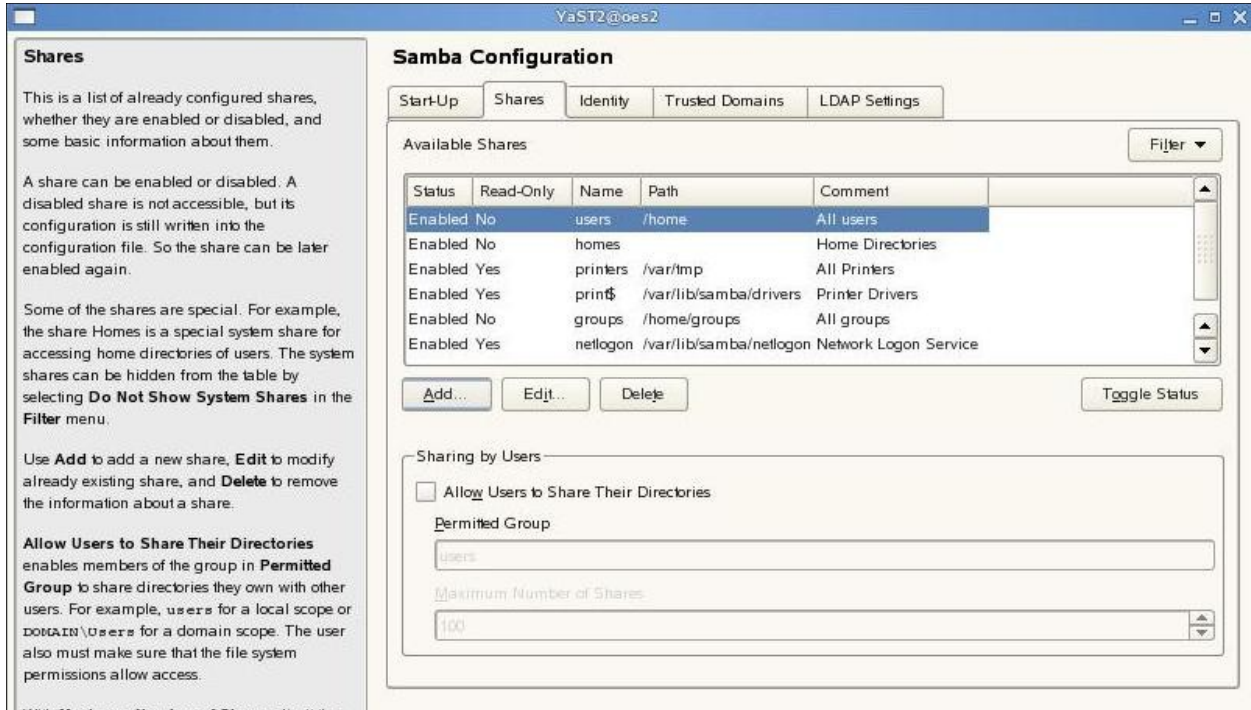 YaST2@oes2
Shares
This is a list of already configured shares,
whether they are enabled or disabled, and
some basic information about them.
A share can be enabled or disabled. A
disabled share is not accessible, but its
configuration is still written into the
configuration file. So the share can be later
enabled again.
Some of the shares are special. For example,
the share Homes is a special system share for
accessing home directories of users. The system
shares can be hidden from the table by
selecting Do Not Show System Shares in the
Filter menu.
Use Add to add a new share, Edit to modify
already existing share, and Delete to remove
the information about a share.
Allow Users to Share Their Directories
enables members of the group in Permitted
Group to share directories they own with other
users. For example, users for a local scope or
DOMAIN\Users for a domain scope. The user
also must make sure that the file system
permissions allow access.
Samba Configuration
Start-Up Shares Identity Trusted Domains LDAP Settings
Available Shares Filter
Status Read-Only Name Path Comment
Enabled No users /home All users
Enabled No homes Home Directories
Enabled Yes printers /var/tmp All Printers
Enabled Yes print$ /var/lib/samba/drivers Printer Drivers
Enabled No groups /home/groups All groups
Enabled Yes netlogon /var/lib/samba/netlogon Network Logon Service
Add... Edit... Delete Toggle Status
Sharing by Users
Allow Users to Share Their Directories
Permitted Group
users
Maximum Number of Shares
100